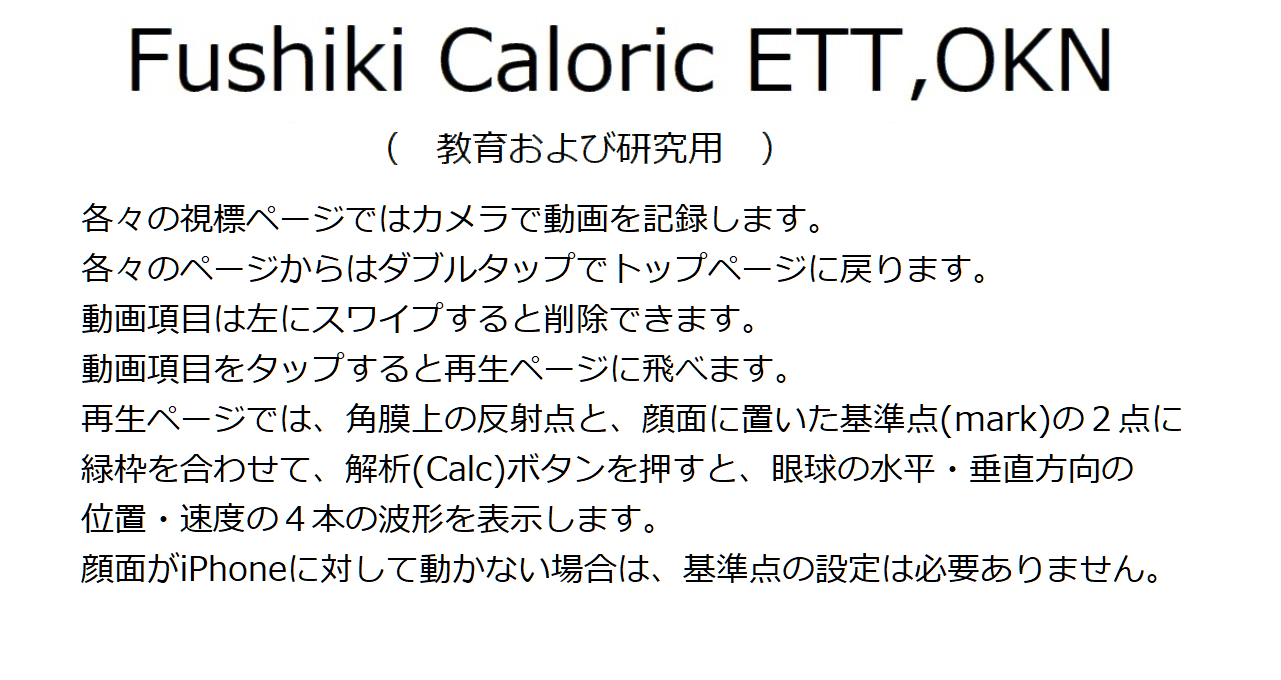 Fushiki Caloric ETT,OKN
（　教育および研究用　）
各々の視標ページではカメラで動画を記録します。
各々のページからはダブルタップでトップページに戻ります。
動画項目は左にスワイプすると削除できます。
動画項目をタップすると再生ページに飛べます。
再生ページでは、角膜上の反射点と、顔面に置いた基準点(mark)の２点に
緑枠を合わせて、解析(Calc)ボタンを押すと、眼球の水平・垂直方向の
位置・速度の４本の波形を表示します。
顔面がiPhoneに対して動かない場合は、基準点の設定は必要ありません。